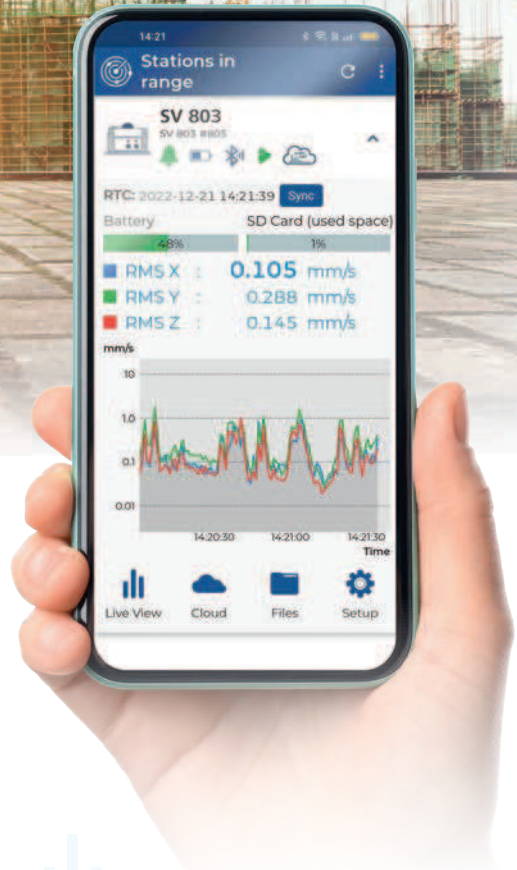 14:21
Stations in
range
SV 803
SV 803 #805
RTC: 2022-12-21 14:21:39 Sync
Battery SD Card (used space)
48% 1%
RMS X : 0.105 mm/s
RMS Y : 0.288 mm/s
RMS Z : 0.145 mm/s
mm/s
10
1.0
0.1
0.01
14:20:30 14:21:00 14:21:30
Time
Live View Cloud Files Setup